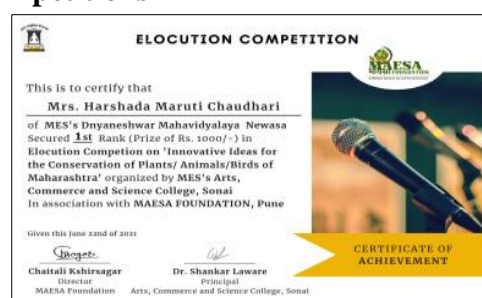 ELOCUTION COMPETITION
MAESA
FOUNDATION
This is to certify that
Mrs. Harshada Maruti Chaudhari
of MES's Dnyaneshwar Mahavidyalaya Newasa
Secured 1st Rank (Prize of Rs. 1000/-) in
Elocution Competion on 'Innovative Ideas for
the Conservation of Plants/ Animals/Birds of
Maharashtra' organized by MES's Arts,
Commerce and Science College, Sonai
In association with MAESA FOUNDATION, Pune
Given this June 22nd of 2021
Chaitali Kshirsagar
Director
MAESA Foundation
Dr. Shankar Laware
Principal
Arts, Commerce and Science College, Sonai
CERTIFICATE OF
ACHIEVEMENT